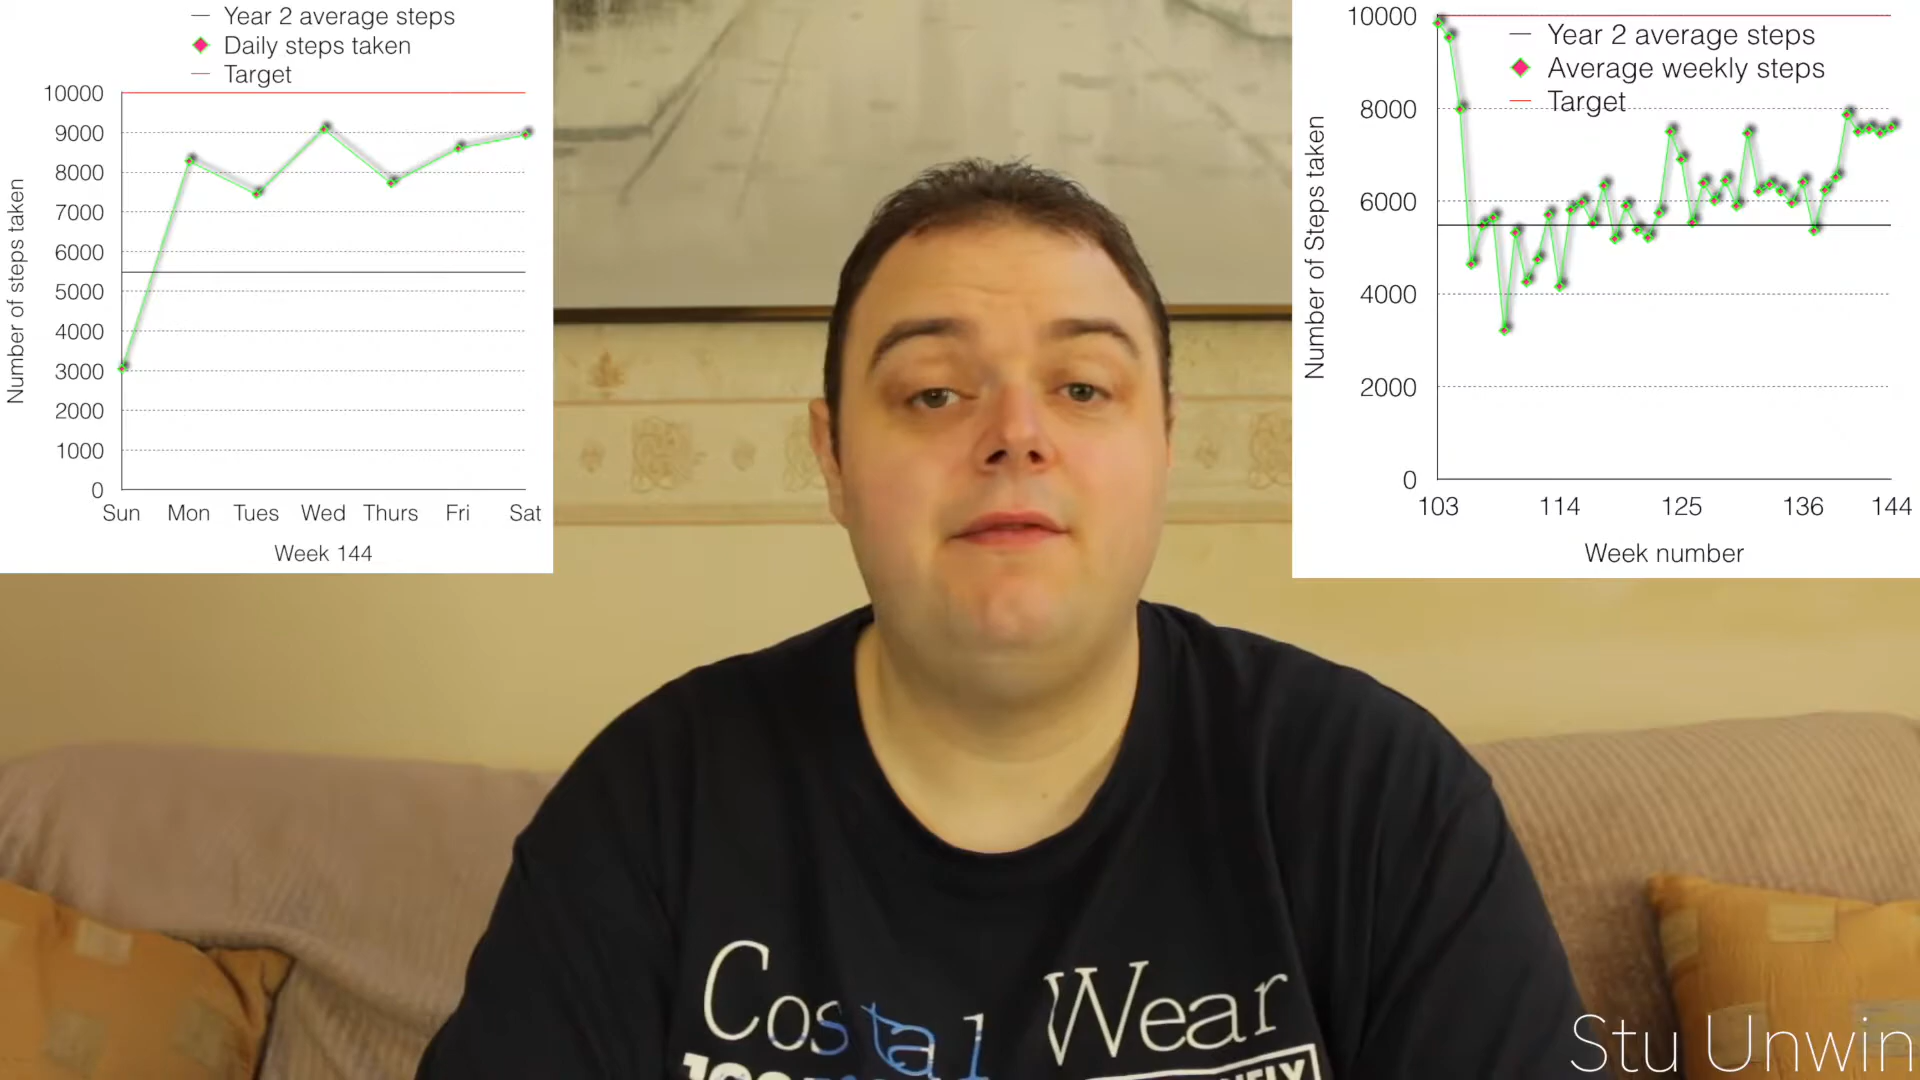 Year 2 average steps
Daily steps taken
Target
10000
9000
8000
7000
6000
5000
4000
3000
2000
1000
0
Number of steps taken
Sun Mon Tues Wed Thurs Fri Sat
Week 144
Year 2 average steps
Average weekly steps
Target
10000
8000
6000
4000
2000
0
Number of Steps taken
103 114 125 136 144
Week number
Costal Wear
Stu Unwin